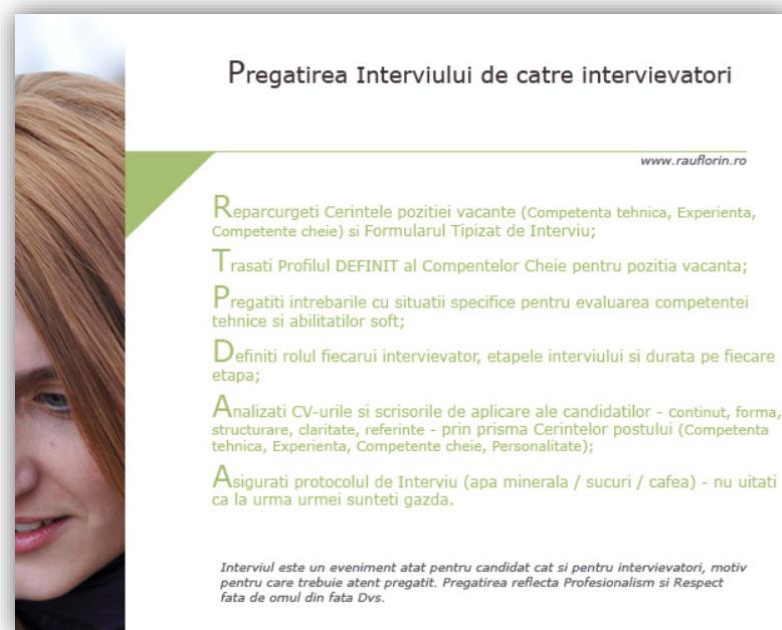 Pregatirea Interviului de catre intervievatori
www.rauflorin.ro
Reparcurgeti Cerintele pozitiei vacante (Competenta tehnica, Experienta,
Competente cheie) si Formularul Tipizat de Interviu;
Trasati Profilul DEFINIT al Compentelor Cheie pentru pozitia vacanta;
Pregatiti intrebarile cu situatii specifice pentru evaluarea competentei
tehnice si abilitatilor soft;
Definiti rolul fiecarui intervievator, etapele interviului si durata pe fiecare
etapa;
Analizati CV-urile si scrisorile de aplicare ale candidatilor - continut, forma,
structurare, claritate, referinte - prin prisma Cerintelor postului (Competenta
tehnica, Experienta, Competente cheie, Personalitate);
Asigurati protocolul de Interviu (apa minerala / sucuri / cafea) - nu uitati
ca la urma urmei sunteti gazda.
Interviul este un eveniment atat pentru candidat cat si pentru intervievatori, motiv
pentru care trebuie atent pregatit. Pregatirea reflecta Profesionalism si Respect
fata de omul din fata Dvs.